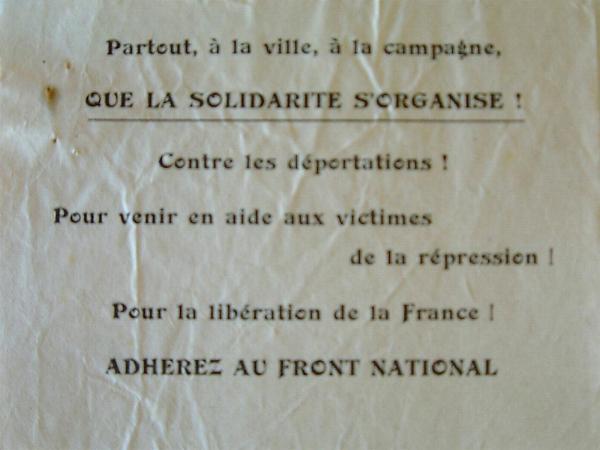 Partout, à la ville, à la campagne,
QUE LA SOLIDARITE S'ORGANISE !
Contre les déportations !
Pour venir en aide aux victimes
de la répression !
Pour la libération de la France !
ADHEREZ AU FRONT NATIONAL